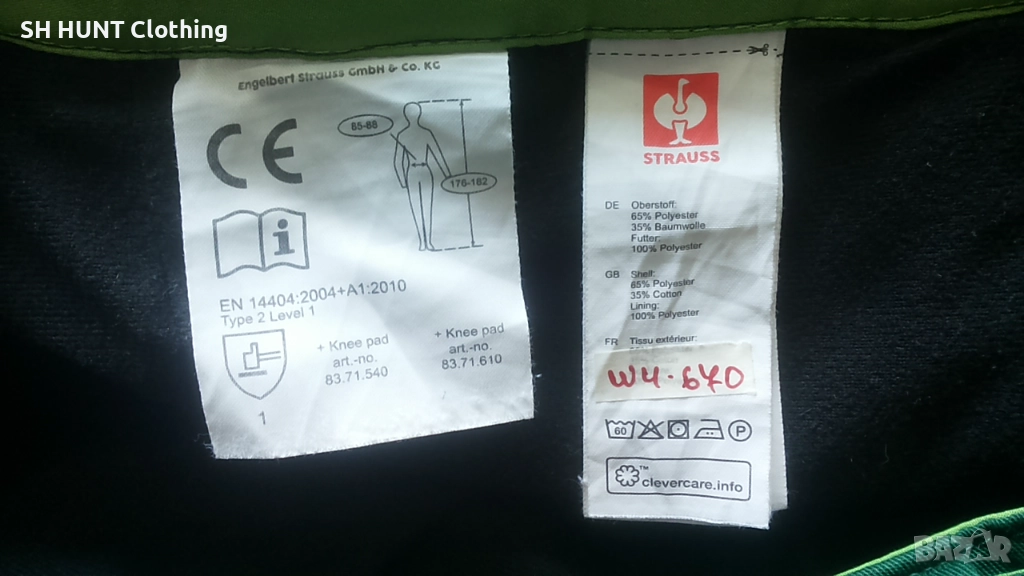 SH HUNT Clothing
Engelbert Strauss GmbH & Co. KG
CE
85-88
176-182
i
EN 14404:2004+A1:2010
Type 2 Level 1
1
+ Knee pad
art.-no.
83.71.540
+ Knee pad
art.-no.
83.71.610
STRAUSS
DE Oberstoff:
65% Polyester
35% Baumwolle
Futter:
100% Polyester
GB Shell:
65% Polyester
35% Cotton
Lining:
100% Polyester
FR Tissu extérieur:
W4-670
60 P
™
clevercare.info
BAZAR